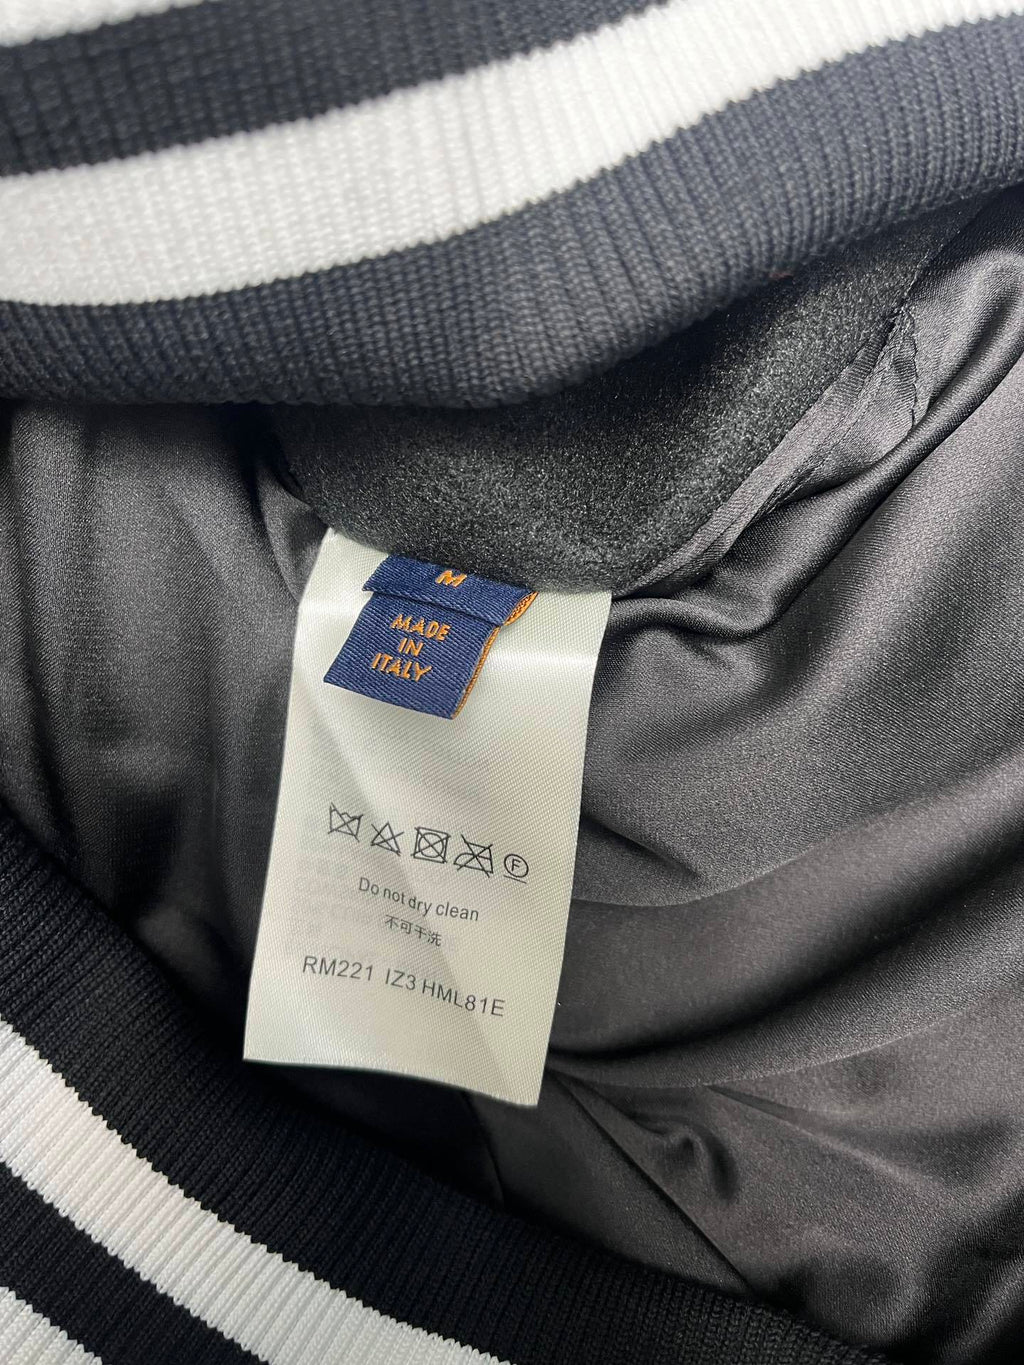 M
MADE
IN
ITALY
F
Do not dry clean
不可干洗
RM221 IZ3 HML81E